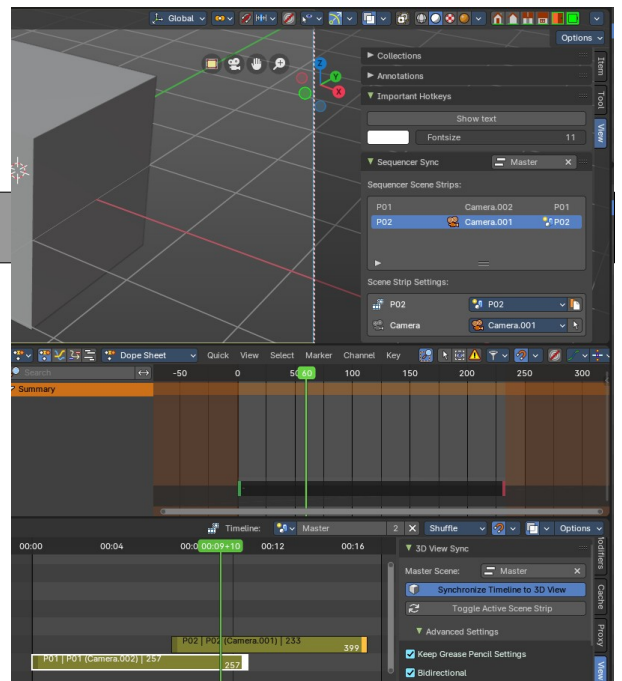 Global
Options
Collections
Annotations
Important Hotkeys
Show text
Fontsize 11
Sequencer Sync Master
Sequencer Scene Strips:
P01 Camera.002 P01
P02 Camera.001 P02
Scene Strip Settings:
P02 P02
Camera Camera.001
Item
Tool
View
Z
Y
X
Dope Sheet Quick View Select Marker Channel Key
Search -50 0 50 60 100 150 200 250 300
Summary
Timeline: Master 2 Shuffle Options
00:00 00:04 00:0 00:09+10 00:12 00:16
3D View Sync
Master Scene: Master
Synchronize Timeline to 3D View
Toggle Active Scene Strip
Advanced Settings
Keep Grease Pencil Settings
Bidirectional
P02 | P02 (Camera.001) | 233
399
P01 | P01 (Camera.002) | 257
257
Modifiers
Cache
Proxy
View